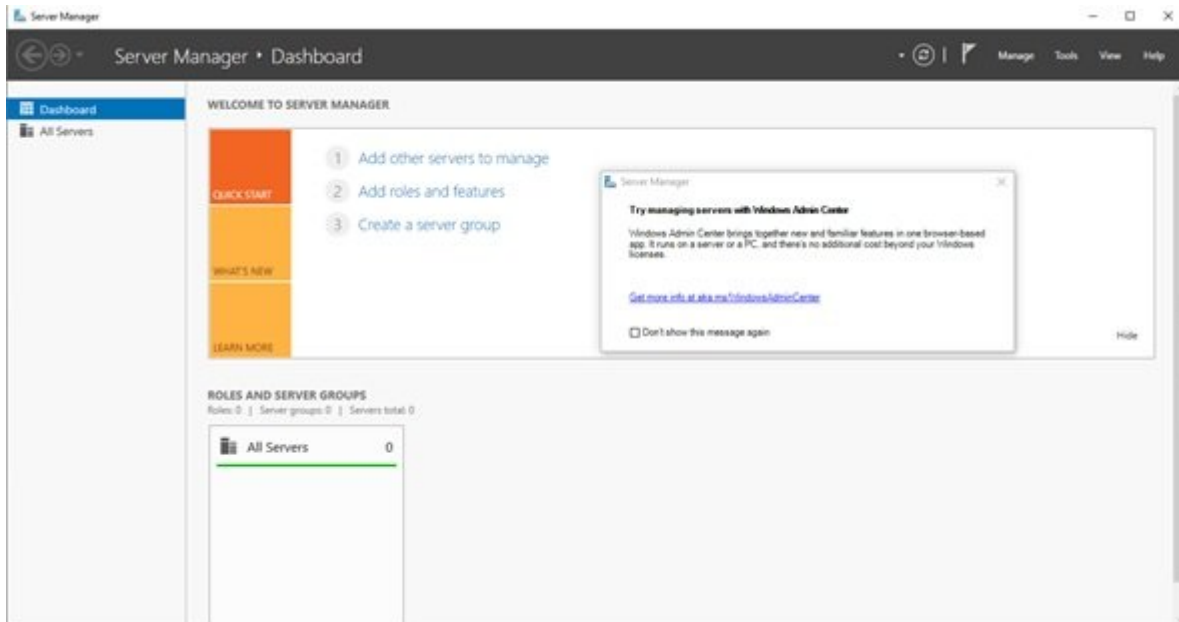 Server Manager
Server Manager • Dashboard
Manage Tools View Help
Dashboard
All Servers
WELCOME TO SERVER MANAGER
QUICK START
WHAT'S NEW
LEARN MORE
1 Add other servers to manage
2 Add roles and features
3 Create a server group
Hide
Server Manager
Try managing servers with Windows Admin Center
Windows Admin Center brings together new and familiar features in one browser-based
app. It runs on a server or a PC, and there's no additional cost beyond your Windows
licenses.
Get more info at aka.ms/WindowsAdminCenter
Don't show this message again
ROLES AND SERVER GROUPS
Roles: 0 | Server groups: 0 | Servers total: 0
All Servers 0